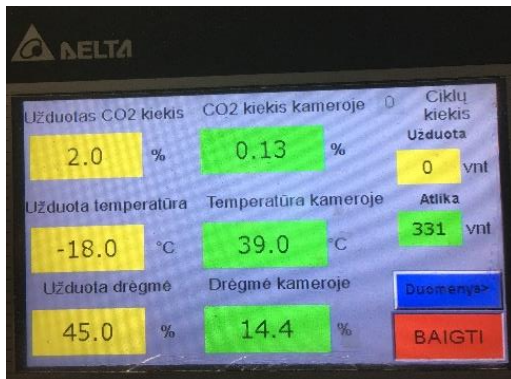 DELTA
Užduotas CO2 kiekis
2.0 %
CO2 kiekis kameroje
0.13 %
0
Ciklų
kiekis
Užduota
0 vnt
Užduota temperatūra
-18.0 °C
Temperatūra kameroje
39.0 °C
Atlika
331 vnt
Užduota drėgmė
45.0 %
Drėgmė kameroje
14.4 %
Duomenys>
BAIGTI